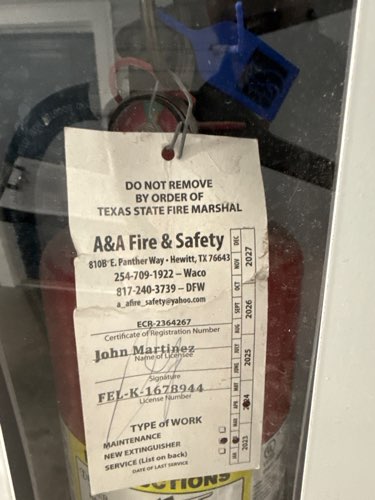 DO NOT REMOVE
BY ORDER OF
TEXAS STATE FIRE MARSHAL
A&A Fire & Safety
810B E. Panther Way · Hewitt, TX 76643
254-709-1922 – Waco
817-240-3739 – DFW
a_afire_safety@yahoo.com
ECR-2364267
Certificate of Registration Number
John Martinez
Name of Licensee
Signature
FEL-K-1678944
License Number
TYPE OF WORK
MAINTENANCE
NEW EXTINGUISHER
SERVICE (List on back)
DATE OF LAST SERVICE
JAN FEB MAR APR MAY JUNE JULY AUG SEPT OCT NOV DEC
2023 2024 2025 2026 2027
CTIONS